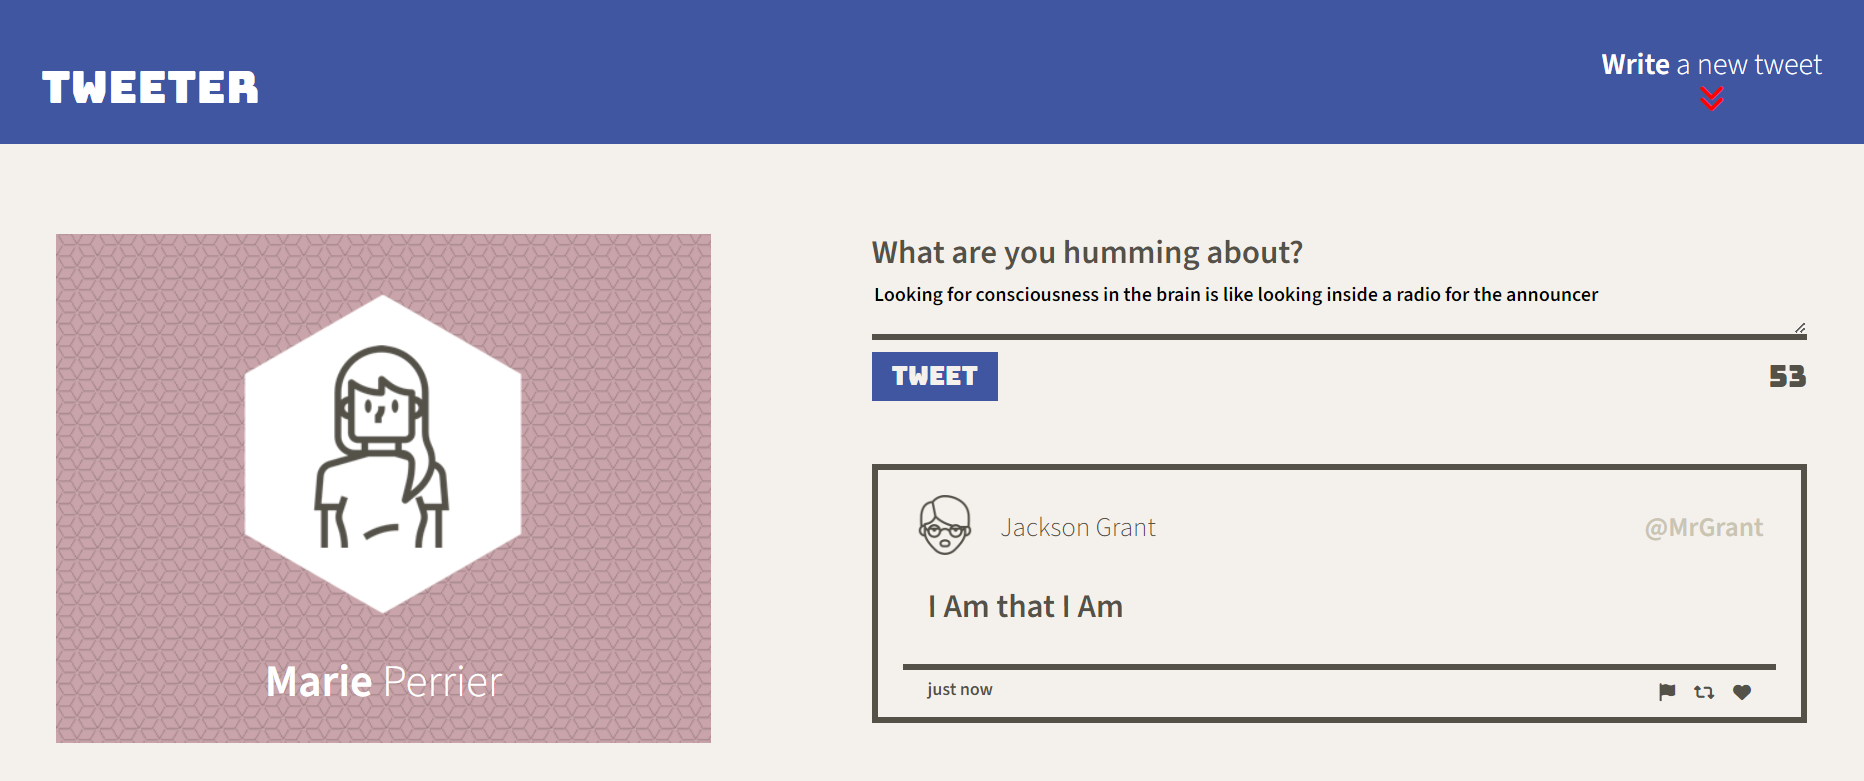 TWEETER
Write a new tweet
Marie Perrier
What are you humming about?
Looking for consciousness in the brain is like looking inside a radio for the announcer
TWEET
53
Jackson Grant
@MrGrant
I Am that I Am
just now